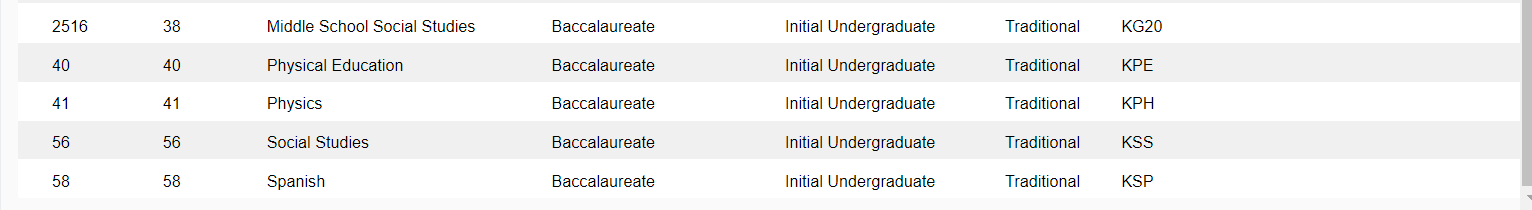 2516 38 Middle School Social Studies Baccalaureate Initial Undergraduate Traditional KG20
40 40 Physical Education Baccalaureate Initial Undergraduate Traditional KPE
41 41 Physics Baccalaureate Initial Undergraduate Traditional KPH
56 56 Social Studies Baccalaureate Initial Undergraduate Traditional KSS
58 58 Spanish Baccalaureate Initial Undergraduate Traditional KSP